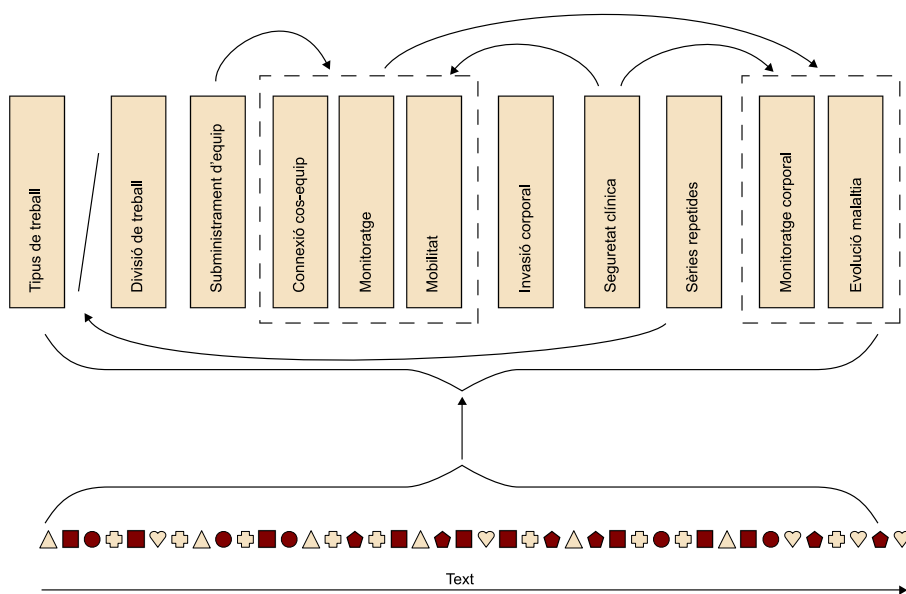 Tipus de treball
Divisió de treball
Subministrament d'equip
Connexió cos-equip
Monitoratge
Mobilitat
Invasió corporal
Seguretat clínica
Sèries repetides
Monitoratge corporal
Evolució malaltia
Text